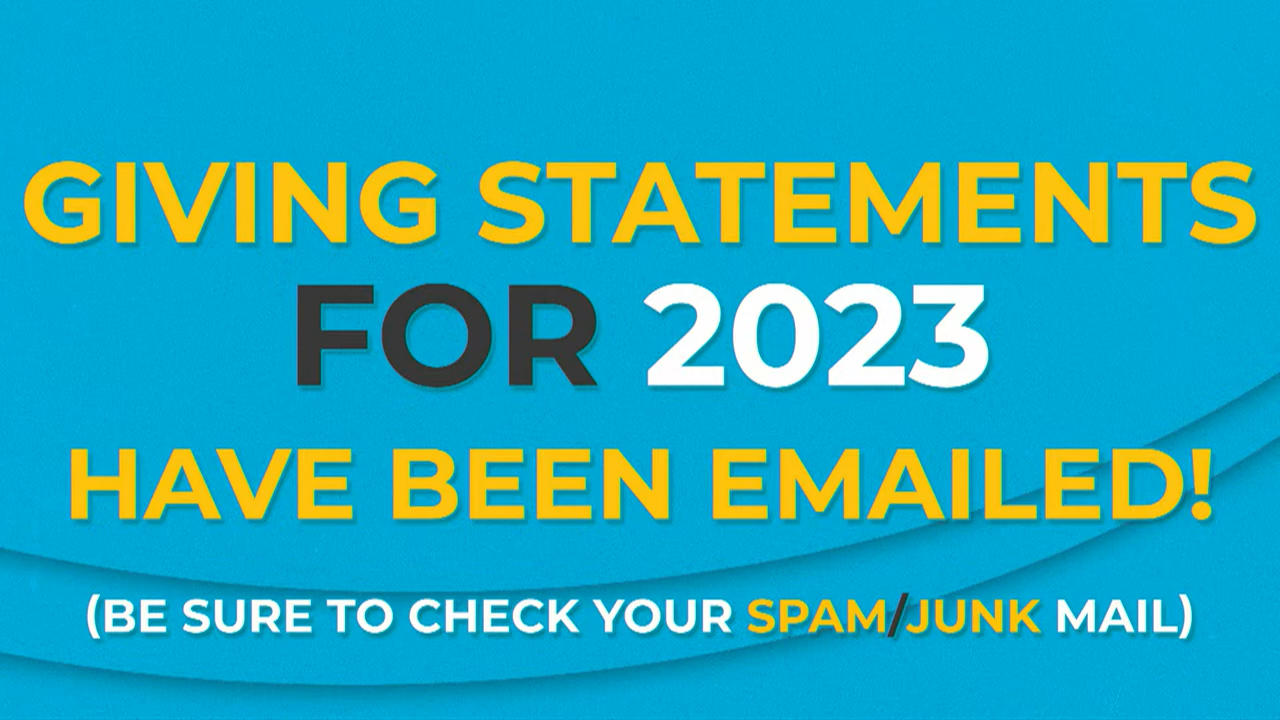 GIVING STATEMENTS
FOR 2023
HAVE BEEN EMAILED!
(BE SURE TO CHECK YOUR SPAM/JUNK MAIL)